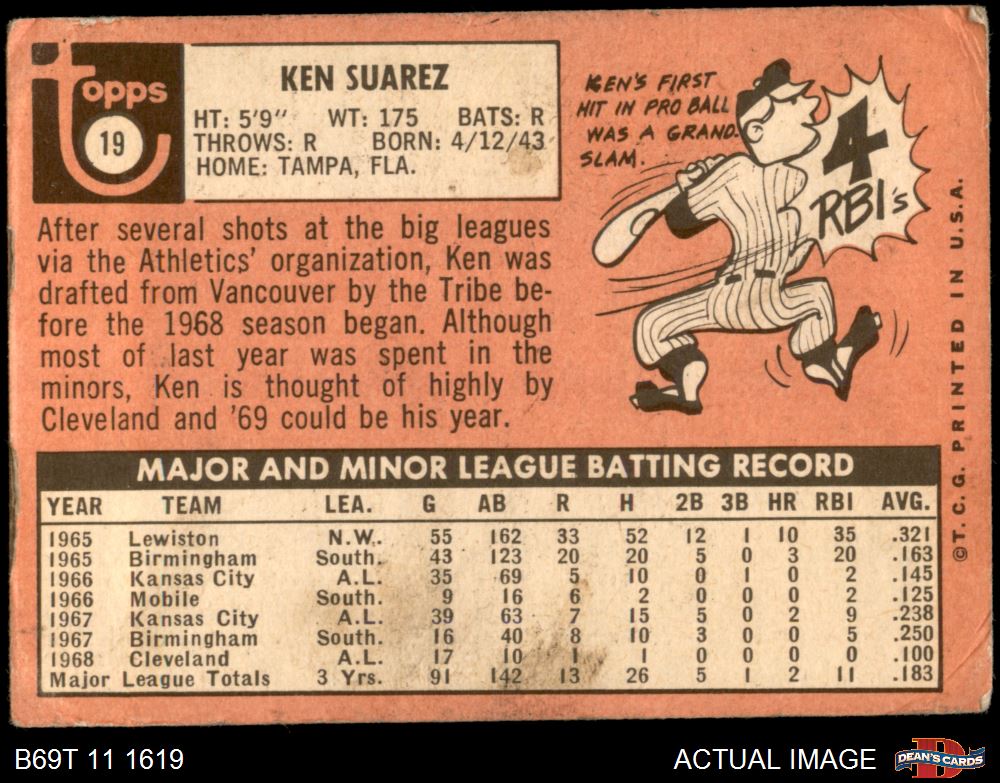 Topps
19
KEN SUAREZ
HT: 5'9" WT: 175 BATS: R
THROWS: R BORN: 4/12/43
HOME: TAMPA, FLA.
KEN'S FIRST
HIT IN PRO BALL
WAS A GRAND
SLAM.
4
RBI's
After several shots at the big leagues
via the Athletics' organization, Ken was
drafted from Vancouver by the Tribe be-
fore the 1968 season began. Although
most of last year was spent in the
minors, Ken is thought of highly by
Cleveland and '69 could be his year.
MAJOR AND MINOR LEAGUE BATTING RECORD
YEAR TEAM LEA. G AB R H 2B 3B HR RBI AVG.
1965 Lewiston N.W. 55 162 33 52 12 1 10 35 .321
1965 Birmingham South. 43 123 20 20 5 0 3 20 .163
1966 Kansas City A.L. 35 69 5 10 0 1 0 2 .145
1966 Mobile South. 9 16 6 2 0 0 0 0 .125
1967 Kansas City A.L. 39 63 7 15 5 0 2 9 .238
1967 Birmingham South. 16 40 8 10 3 0 0 5 .250
1968 Cleveland A.L. 17 10 1 1 0 0 0 0 .100
Major League Totals 3 Yrs. 91 142 13 26 5 1 2 11 .183
©T.C.G. PRINTED IN U.S.A.
B69T 11 1619
ACTUAL IMAGE
DEAN'S CARDS